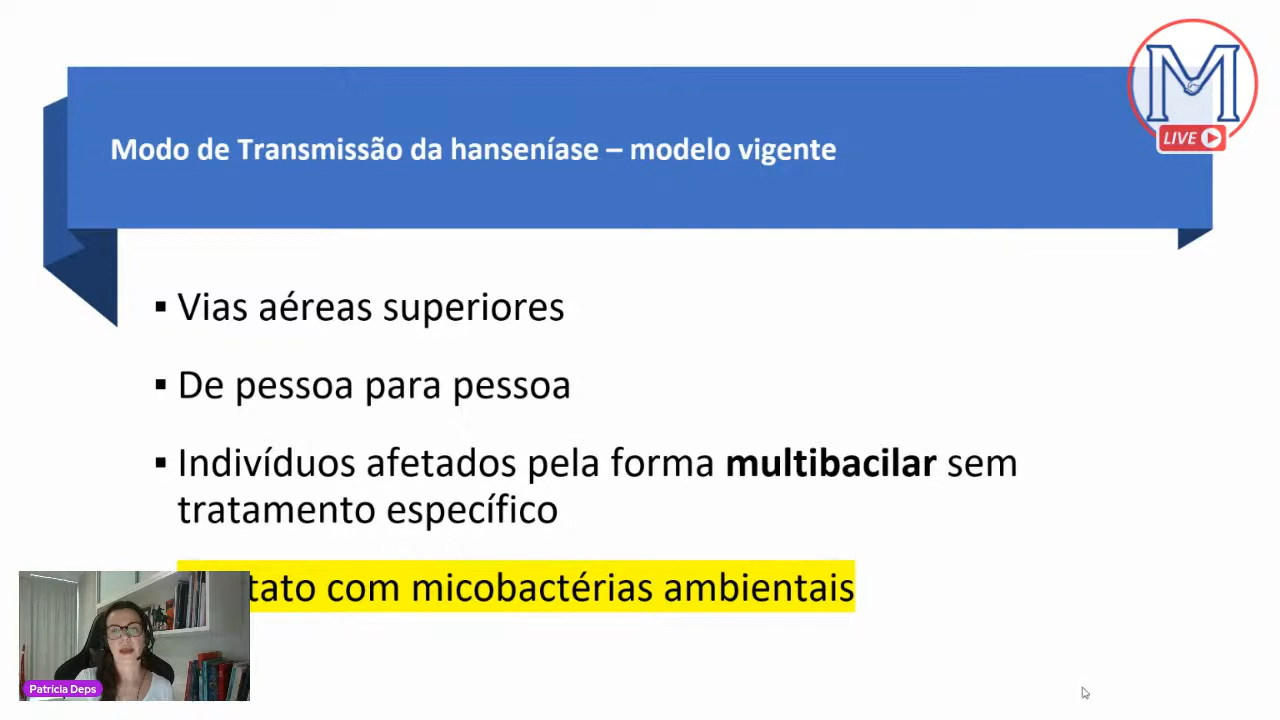 M
LIVE
Modo de Transmissão da hanseníase – modelo vigente
▪ Vias aéreas superiores
▪ De pessoa para pessoa
▪ Indivíduos afetados pela forma multibacilar sem
tratamento específico
com micobactérias ambientais
Patrícia Deps